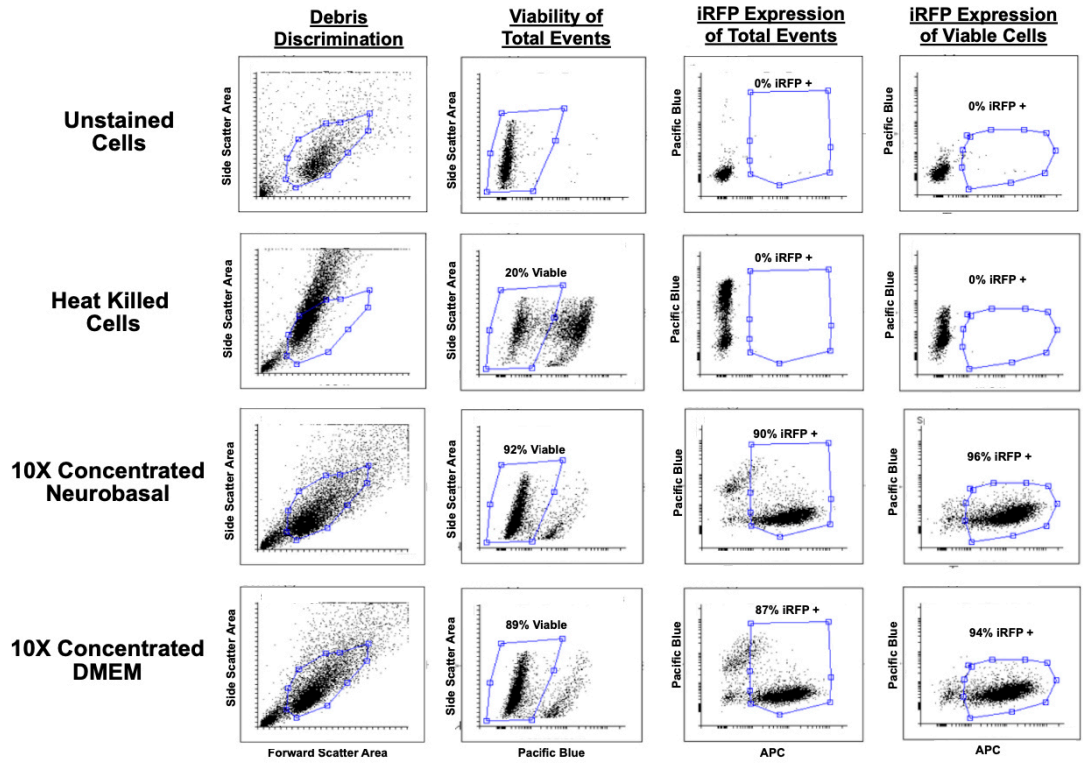 Debris
Discrimination
Viability of
Total Events
iRFP Expression
of Total Events
iRFP Expression
of Viable Cells
Unstained
Cells
Side Scatter Area
Side Scatter Area
Pacific Blue
0% iRFP +
Pacific Blue
0% iRFP +
Heat Killed
Cells
Side Scatter Area
Side Scatter Area
20% Viable
Pacific Blue
0% iRFP +
Pacific Blue
0% iRFP +
10X Concentrated
Neurobasal
Side Scatter Area
Side Scatter Area
92% Viable
Pacific Blue
90% iRFP +
Pacific Blue
96% iRFP +
10X Concentrated
DMEM
Side Scatter Area
Side Scatter Area
89% Viable
Pacific Blue
87% iRFP +
Pacific Blue
94% iRFP +
Forward Scatter Area
Pacific Blue
APC
APC